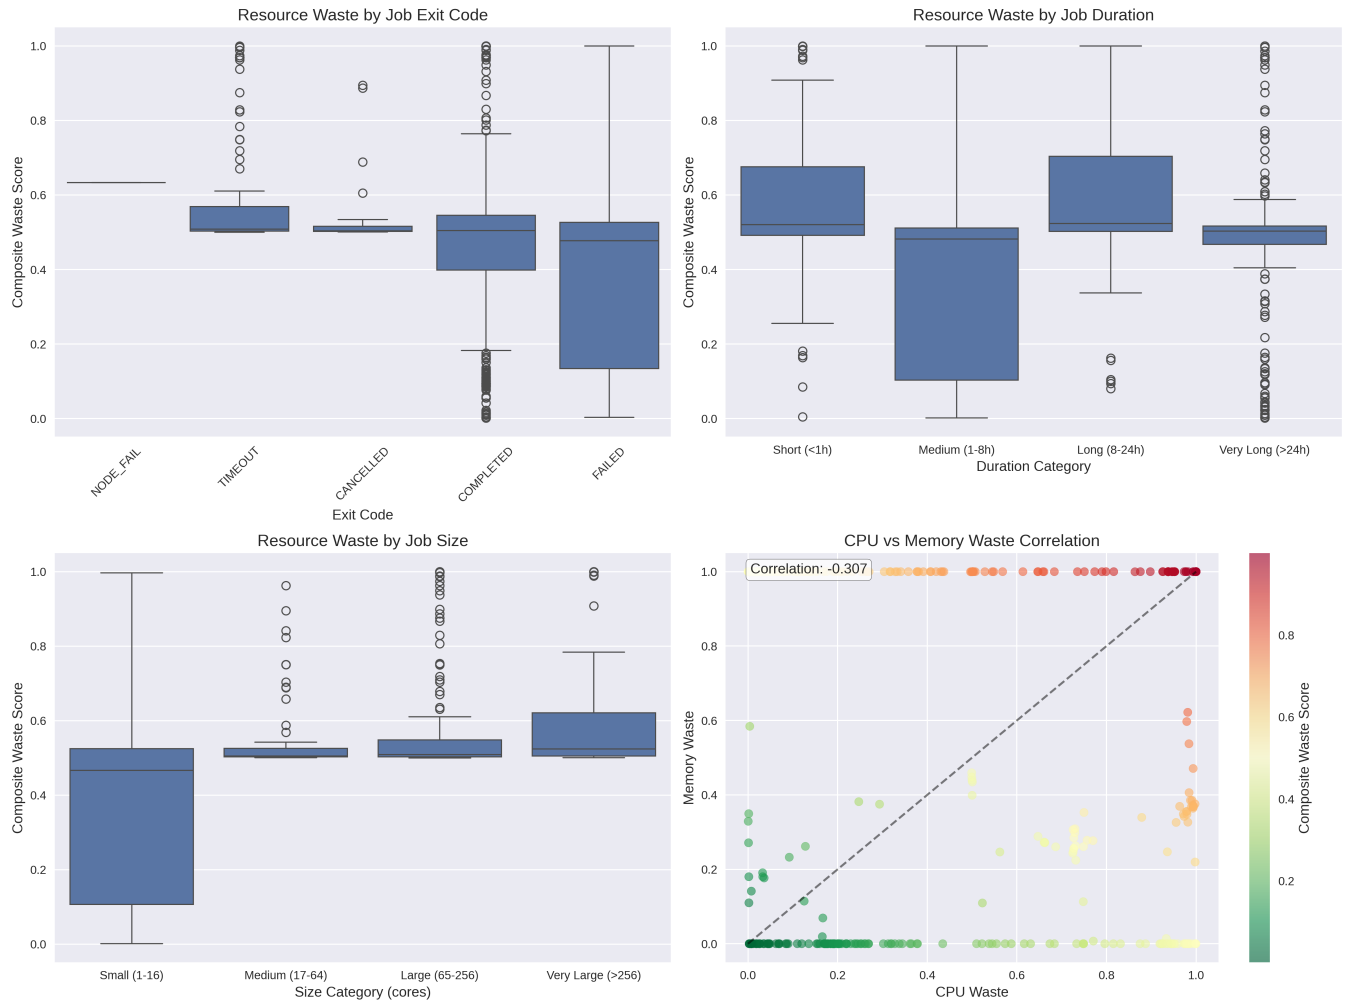 Resource Waste by Job Exit Code
Composite Waste Score
1.0
0.8
0.6
0.4
0.2
0.0
NODE_FAIL
TIMEOUT
CANCELLED
COMPLETED
FAILED
Exit Code
Resource Waste by Job Duration
Composite Waste Score
1.0
0.8
0.6
0.4
0.2
0.0
Short (<1h)
Medium (1-8h)
Long (8-24h)
Very Long (>24h)
Duration Category
Resource Waste by Job Size
Composite Waste Score
1.0
0.8
0.6
0.4
0.2
0.0
Small (1-16)
Medium (17-64)
Large (65-256)
Very Large (>256)
Size Category (cores)
CPU vs Memory Waste Correlation
Correlation: -0.307
Memory Waste
1.0
0.8
0.6
0.4
0.2
0.0
0.0
0.2
0.4
0.6
0.8
1.0
CPU Waste
0.8
0.6
0.4
0.2
Composite Waste Score